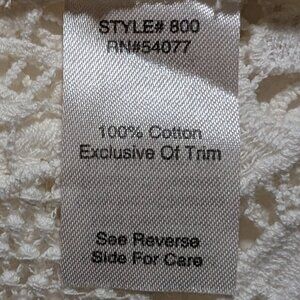 STYLE# 800
RN#54077
100% Cotton
Exclusive Of Trim
See Reverse
Side For Care